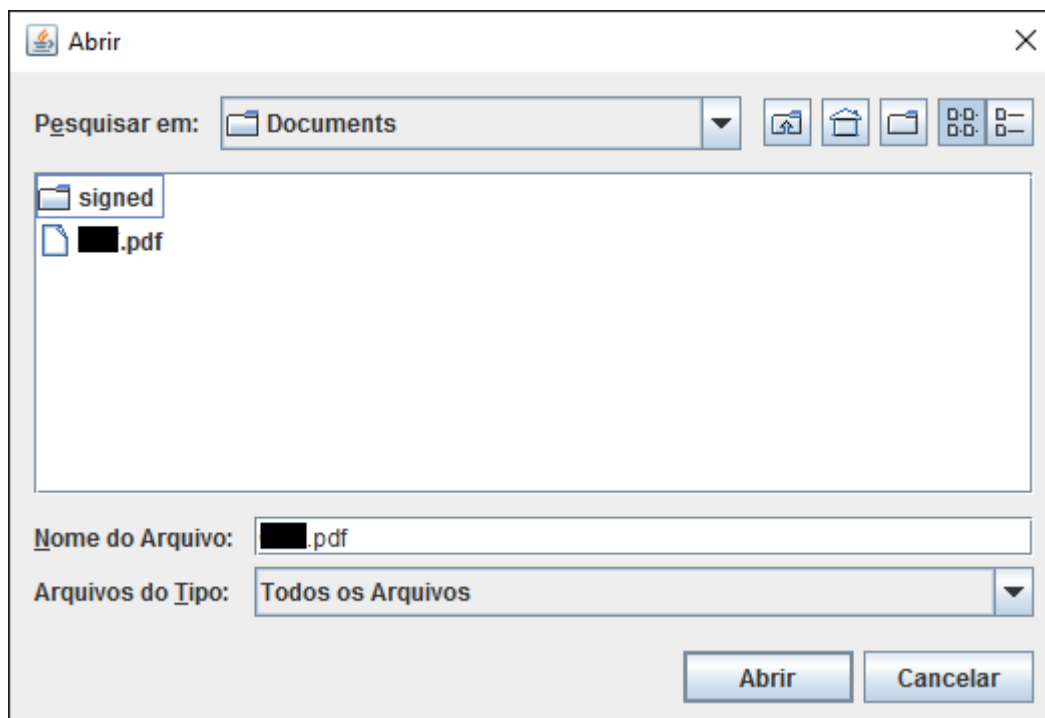 Abrir
Pesquisar em: Documents
signed
.pdf
Nome do Arquivo: .pdf
Arquivos do Tipo: Todos os Arquivos
Abrir Cancelar